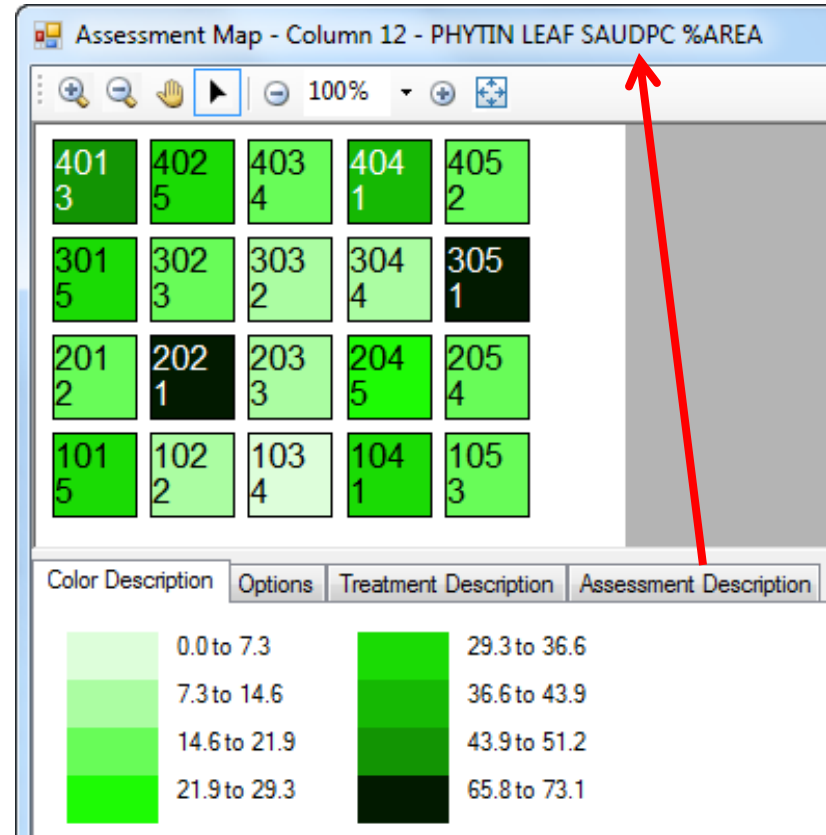 Assessment Map - Column 12 - PHYTIN LEAF SAUDPC %AREA
100%
401 402 403 404 405
3 5 4 1 2
301 302 303 304 305
5 3 2 4 1
201 202 203 204 205
2 1 3 5 4
101 102 103 104 105
5 2 4 1 3
Color Description Options Treatment Description Assessment Description
0.0 to 7.3 29.3 to 36.6
7.3 to 14.6 36.6 to 43.9
14.6 to 21.9 43.9 to 51.2
21.9 to 29.3 65.8 to 73.1